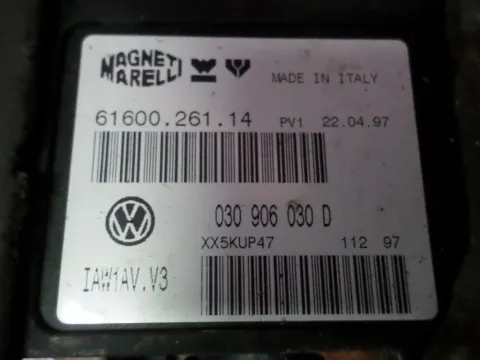 MAGNETI MARELLI MADE IN ITALY
61600.261.14 PV1 22.04.97
030 906 030 D
XX5KUP47 112 97
IAW1AV.V3